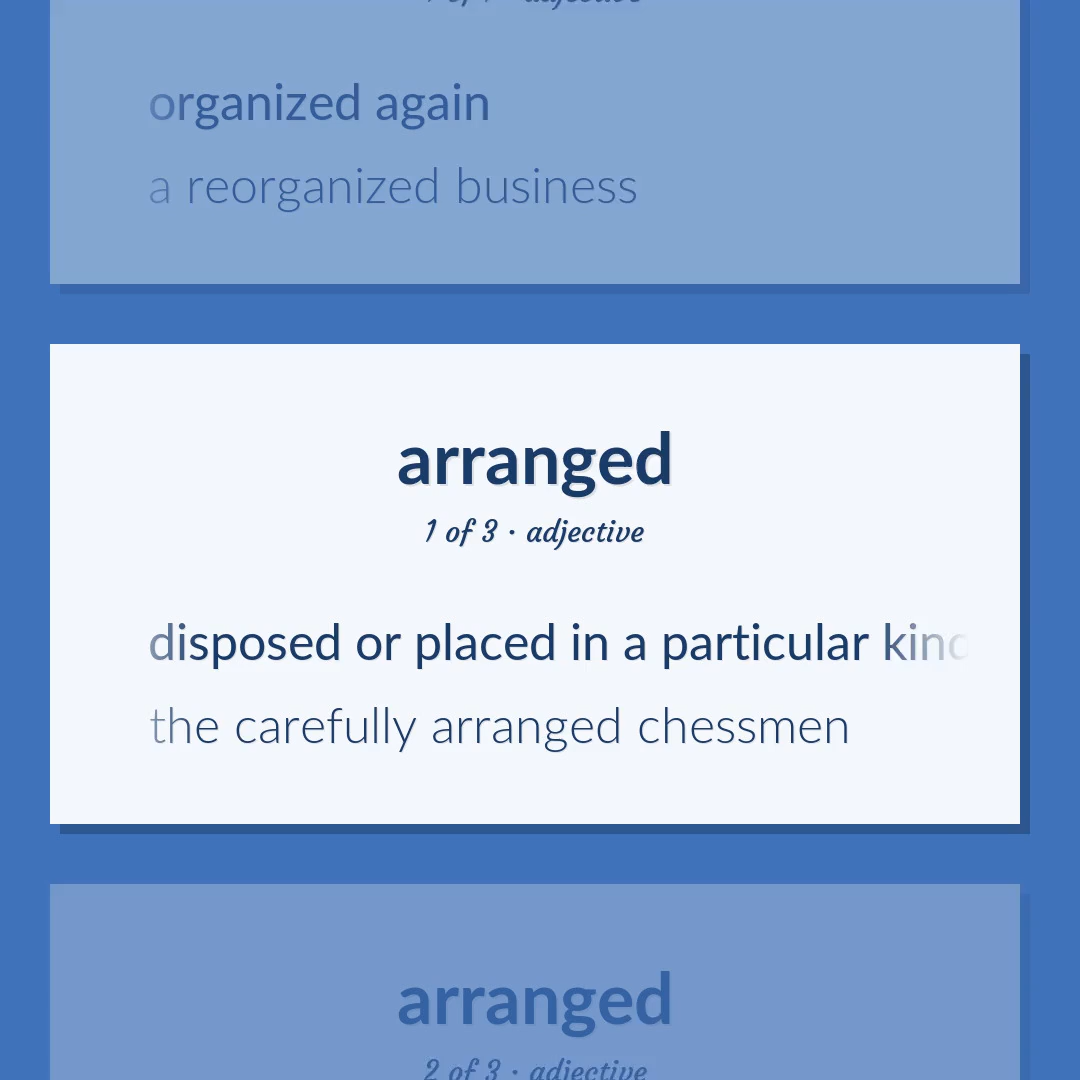 organized again
a reorganized business
arranged
1 of 3 · adjective
disposed or placed in a particular
the carefully arranged chessmen
arranged
2 of 3 · adjective